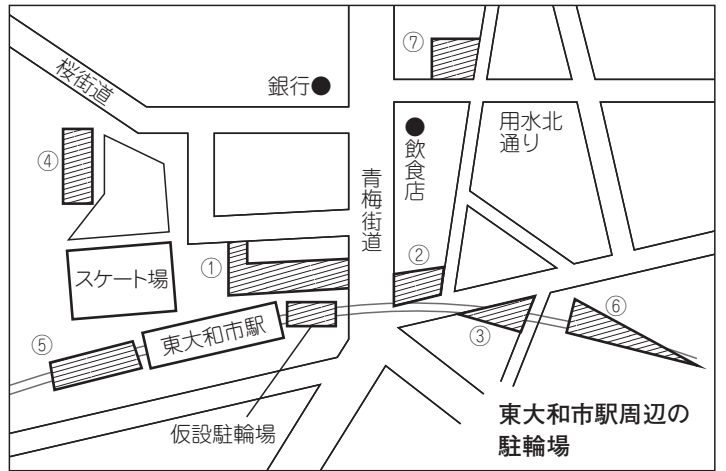 ⑦
桜街道
銀行
用水北
通り
飲食店
④
青梅街道
①
②
スケート場
⑥
③
⑤
東大和市駅
仮設駐輪場
東大和市駅周辺の
駐輪場